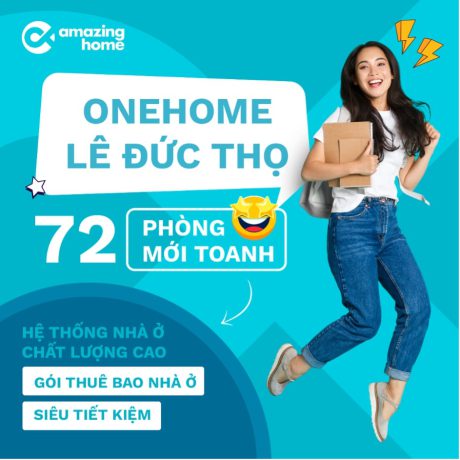 amazing
home
ONEHOME
LÊ ĐỨC THỌ
72
PHÒNG
MỚI TOANH
HỆ THỐNG NHÀ Ở
CHẤT LƯỢNG CAO
GÓI THUÊ BAO NHÀ Ở
SIÊU TIẾT KIỆM